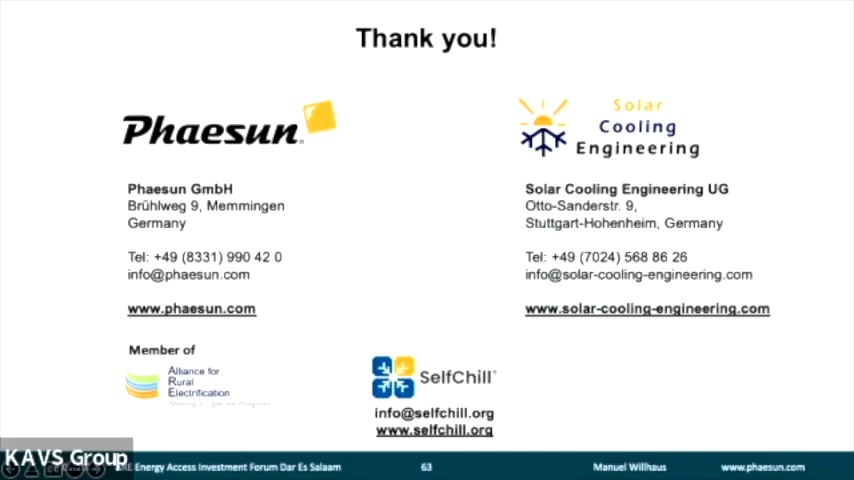 Thank you!
Phaesun
Solar
Cooling
Engineering
Phaesun GmbH
Brühlweg 9, Memmingen
Germany
Tel: +49 (8331) 990 42 0
info@phaesun.com
www.phaesun.com
Solar Cooling Engineering UG
Otto-Sanderstr. 9,
Stuttgart-Hohenheim, Germany
Tel: +49 (7024) 568 86 26
info@solar-cooling-engineering.com
www.solar-cooling-engineering.com
Member of
Alliance for
Rural
Electrification
SelfChill®
info@selfchill.org
www.selfchill.org
KAVS Group
Energy Access Investment Forum Dar Es Salaam
63
Manuel Willhaus
www.phaesun.com